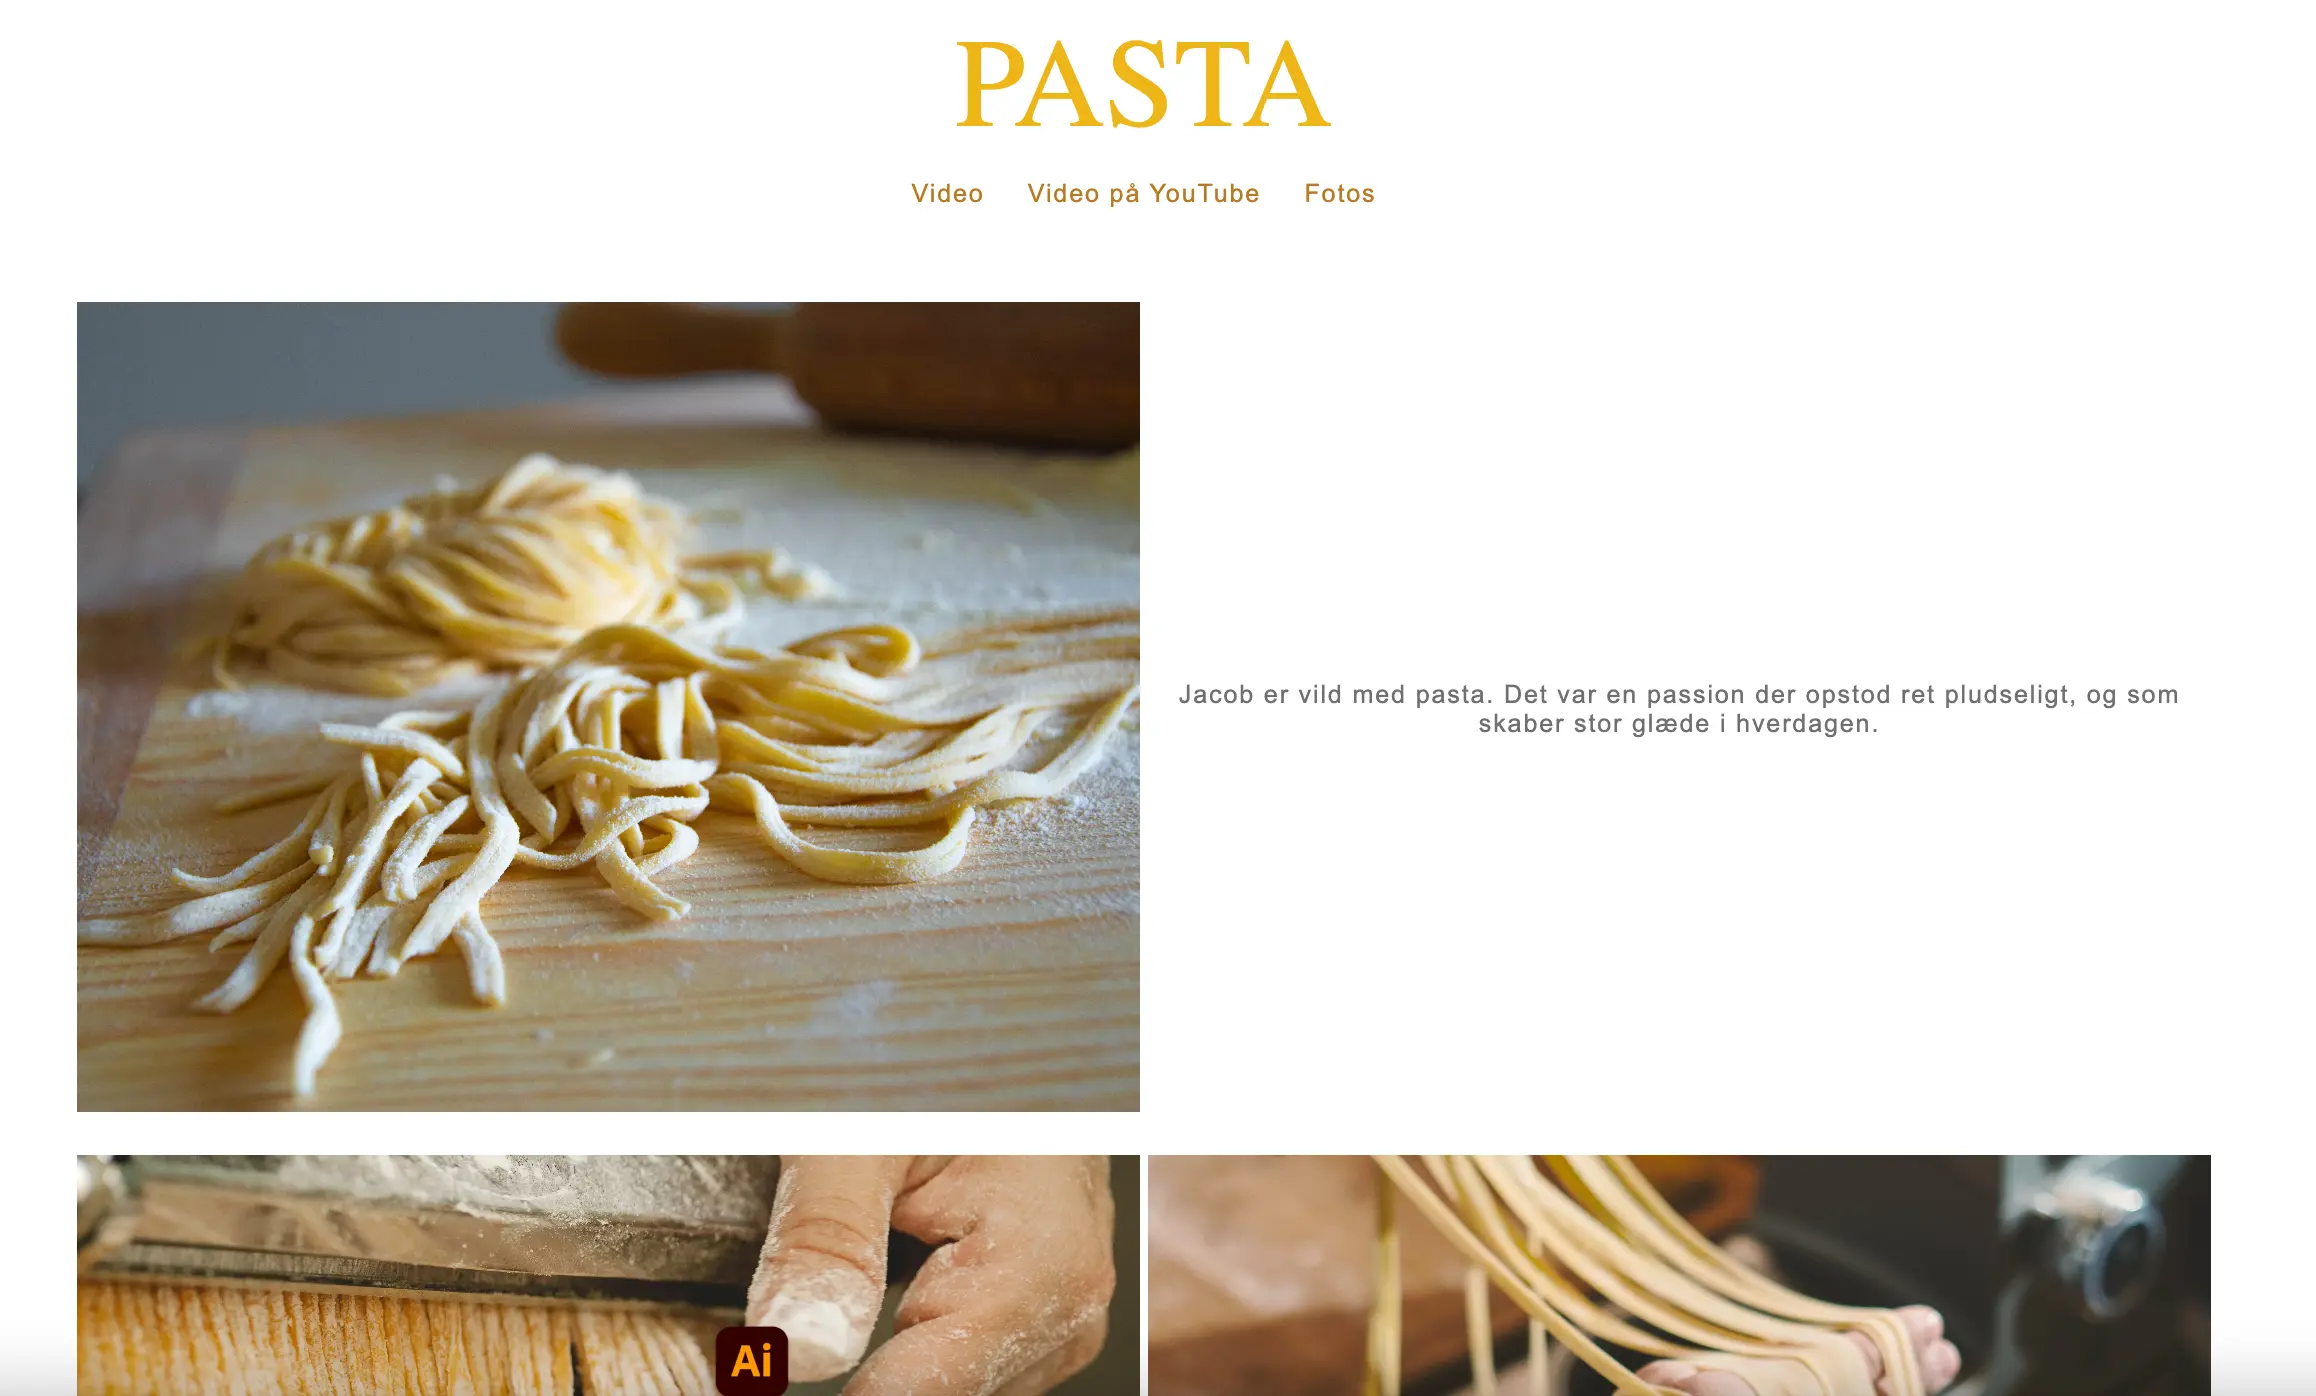 PASTA
Video Video på YouTube Fotos
Jacob er vild med pasta. Det var en passion der opstod ret pludseligt, og som
skaber stor glæde i hverdagen.
Ai